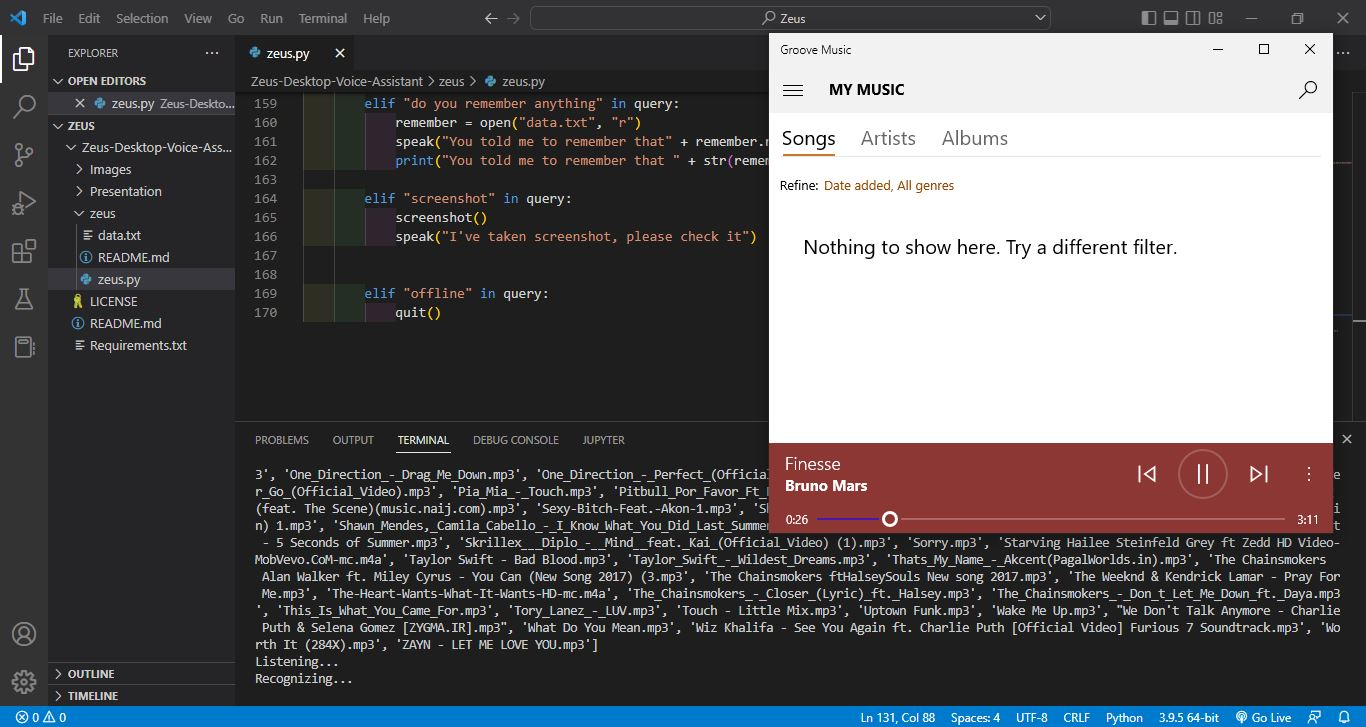 File Edit Selection View Go Run Terminal Help
Zeus
EXPLORER
OPEN EDITORS
zeus.py Zeus-Deskto...
ZEUS
Zeus-Desktop-Voice-Ass...
Images
Presentation
zeus
data.txt
README.md
zeus.py
LICENSE
README.md
Requirements.txt
OUTLINE
TIMELINE
zeus.py
Zeus-Desktop-Voice-Assistant > zeus > zeus.py
159 elif "do you remember anything" in query:
160 remember = open("data.txt", "r")
161 speak("You told me to remember that" + remember.r
162 print("You told me to remember that " + str(remem
163
164 elif "screenshot" in query:
165 screenshot()
166 speak("I've taken screenshot, please check it")
167
168
169 elif "offline" in query:
170 quit()
Groove Music
MY MUSIC
Songs Artists Albums
Refine: Date added, All genres
Nothing to show here. Try a different filter.
Finesse
Bruno Mars
0:26 3:11
PROBLEMS OUTPUT TERMINAL DEBUG CONSOLE JUPYTER
3', 'One_Direction_-_Drag_Me_Down.mp3', 'One_Direction_-_Perfect_(Offici
r_Go_(Official_Video).mp3', 'Pia_Mia_-_Touch.mp3', 'Pitbull_Por_Favor_Ft_
(feat. The Scene)(music.naij.com).mp3', 'Sexy-Bitch-Feat.-Akon-1.mp3',
n) 1.mp3', 'Shawn_Mendes,_Camila_Cabello_- I_Know_What_You_Did_Last_Summe
- 5 Seconds of Summer.mp3', 'Skrillex___Diplo_-__Mind__feat._Kai_(Official_Video) (1).mp3', 'Sorry.mp3', 'Starving Hailee Steinfeld Grey ft Zedd HD Video-
MobVevo.CoM-mc.m4a', 'Taylor Swift - Bad Blood.mp3', 'Taylor_Swift_-_Wildest_Dreams.mp3', 'Thats_My_Name_-_Akcent(PagalWorlds.in).mp3', 'The Chainsmokers
Alan Walker ft. Miley Cyrus - You Can (New Song 2017) (3.mp3', 'The Chainsmokers ftHalseySouls New song 2017.mp3', 'The Weeknd & Kendrick Lamar - Pray For
Me.mp3', 'The-Heart-Wants-What-It-Wants-HD-mc.m4a', 'The_Chainsmokers_-_Closer_(Lyric)_ft._Halsey.mp3', 'The_Chainsmokers_-_Don_t_Let_Me_Down_ft._Daya.mp3
', 'This_Is_What_You_Came_For.mp3', 'Tory_Lanez_-_LUV.mp3', 'Touch - Little Mix.mp3', 'Uptown Funk.mp3', 'Wake Me Up.mp3', "We Don't Talk Anymore - Charlie
Puth & Selena Gomez [ZYGMA.IR].mp3", 'What Do You Mean.mp3', 'Wiz Khalifa - See You Again ft. Charlie Puth [Official Video] Furious 7 Soundtrack.mp3', 'Wo
rth It (284X).mp3', 'ZAYN - LET ME LOVE YOU.mp3']
Listening...
Recognizing...
0 0 Ln 131, Col 88 Spaces: 4 UTF-8 CRLF Python 3.9.5 64-bit Go Live